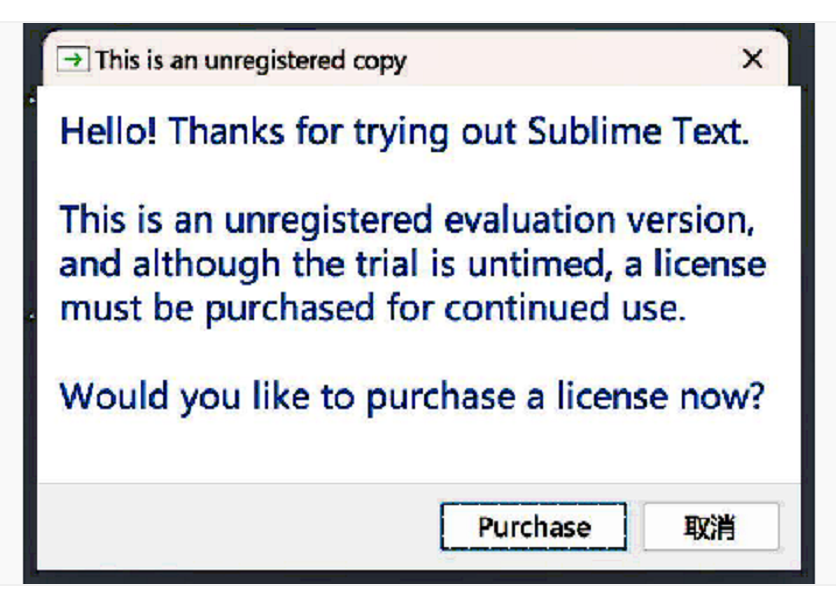 This is an unregistered copy
Hello! Thanks for trying out Sublime Text.
This is an unregistered evaluation version,
and although the trial is untimed, a license
must be purchased for continued use.
Would you like to purchase a license now?
Purchase 取消